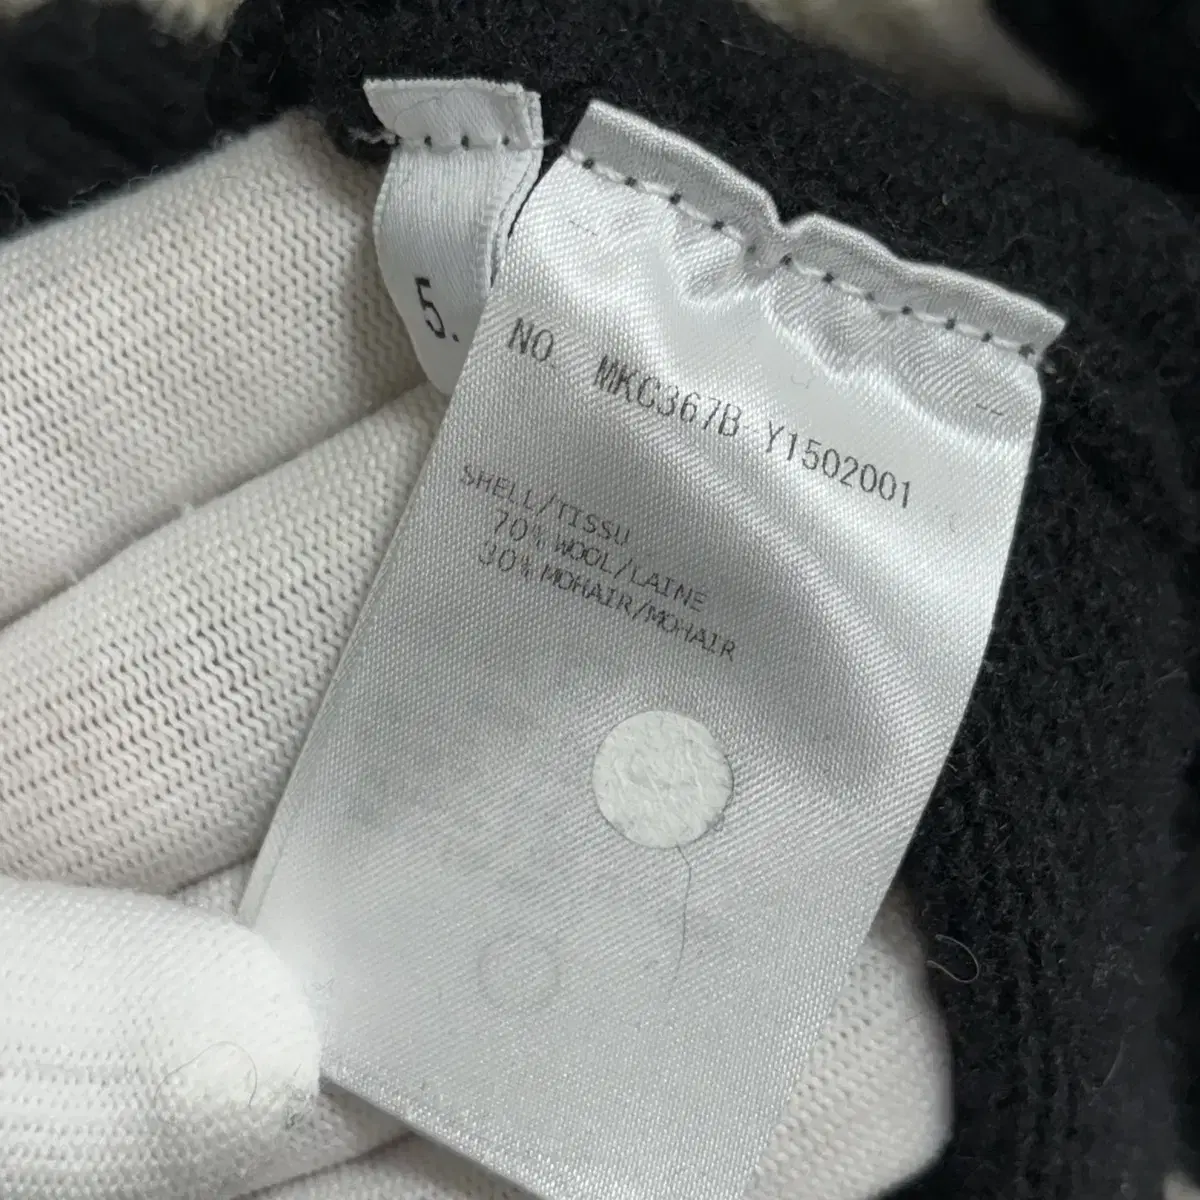 5.
NO. MKC367B Y1502001
SHELL/TISSU
70% WOOL/LAINE
30% MOHAIR/MOHAIR